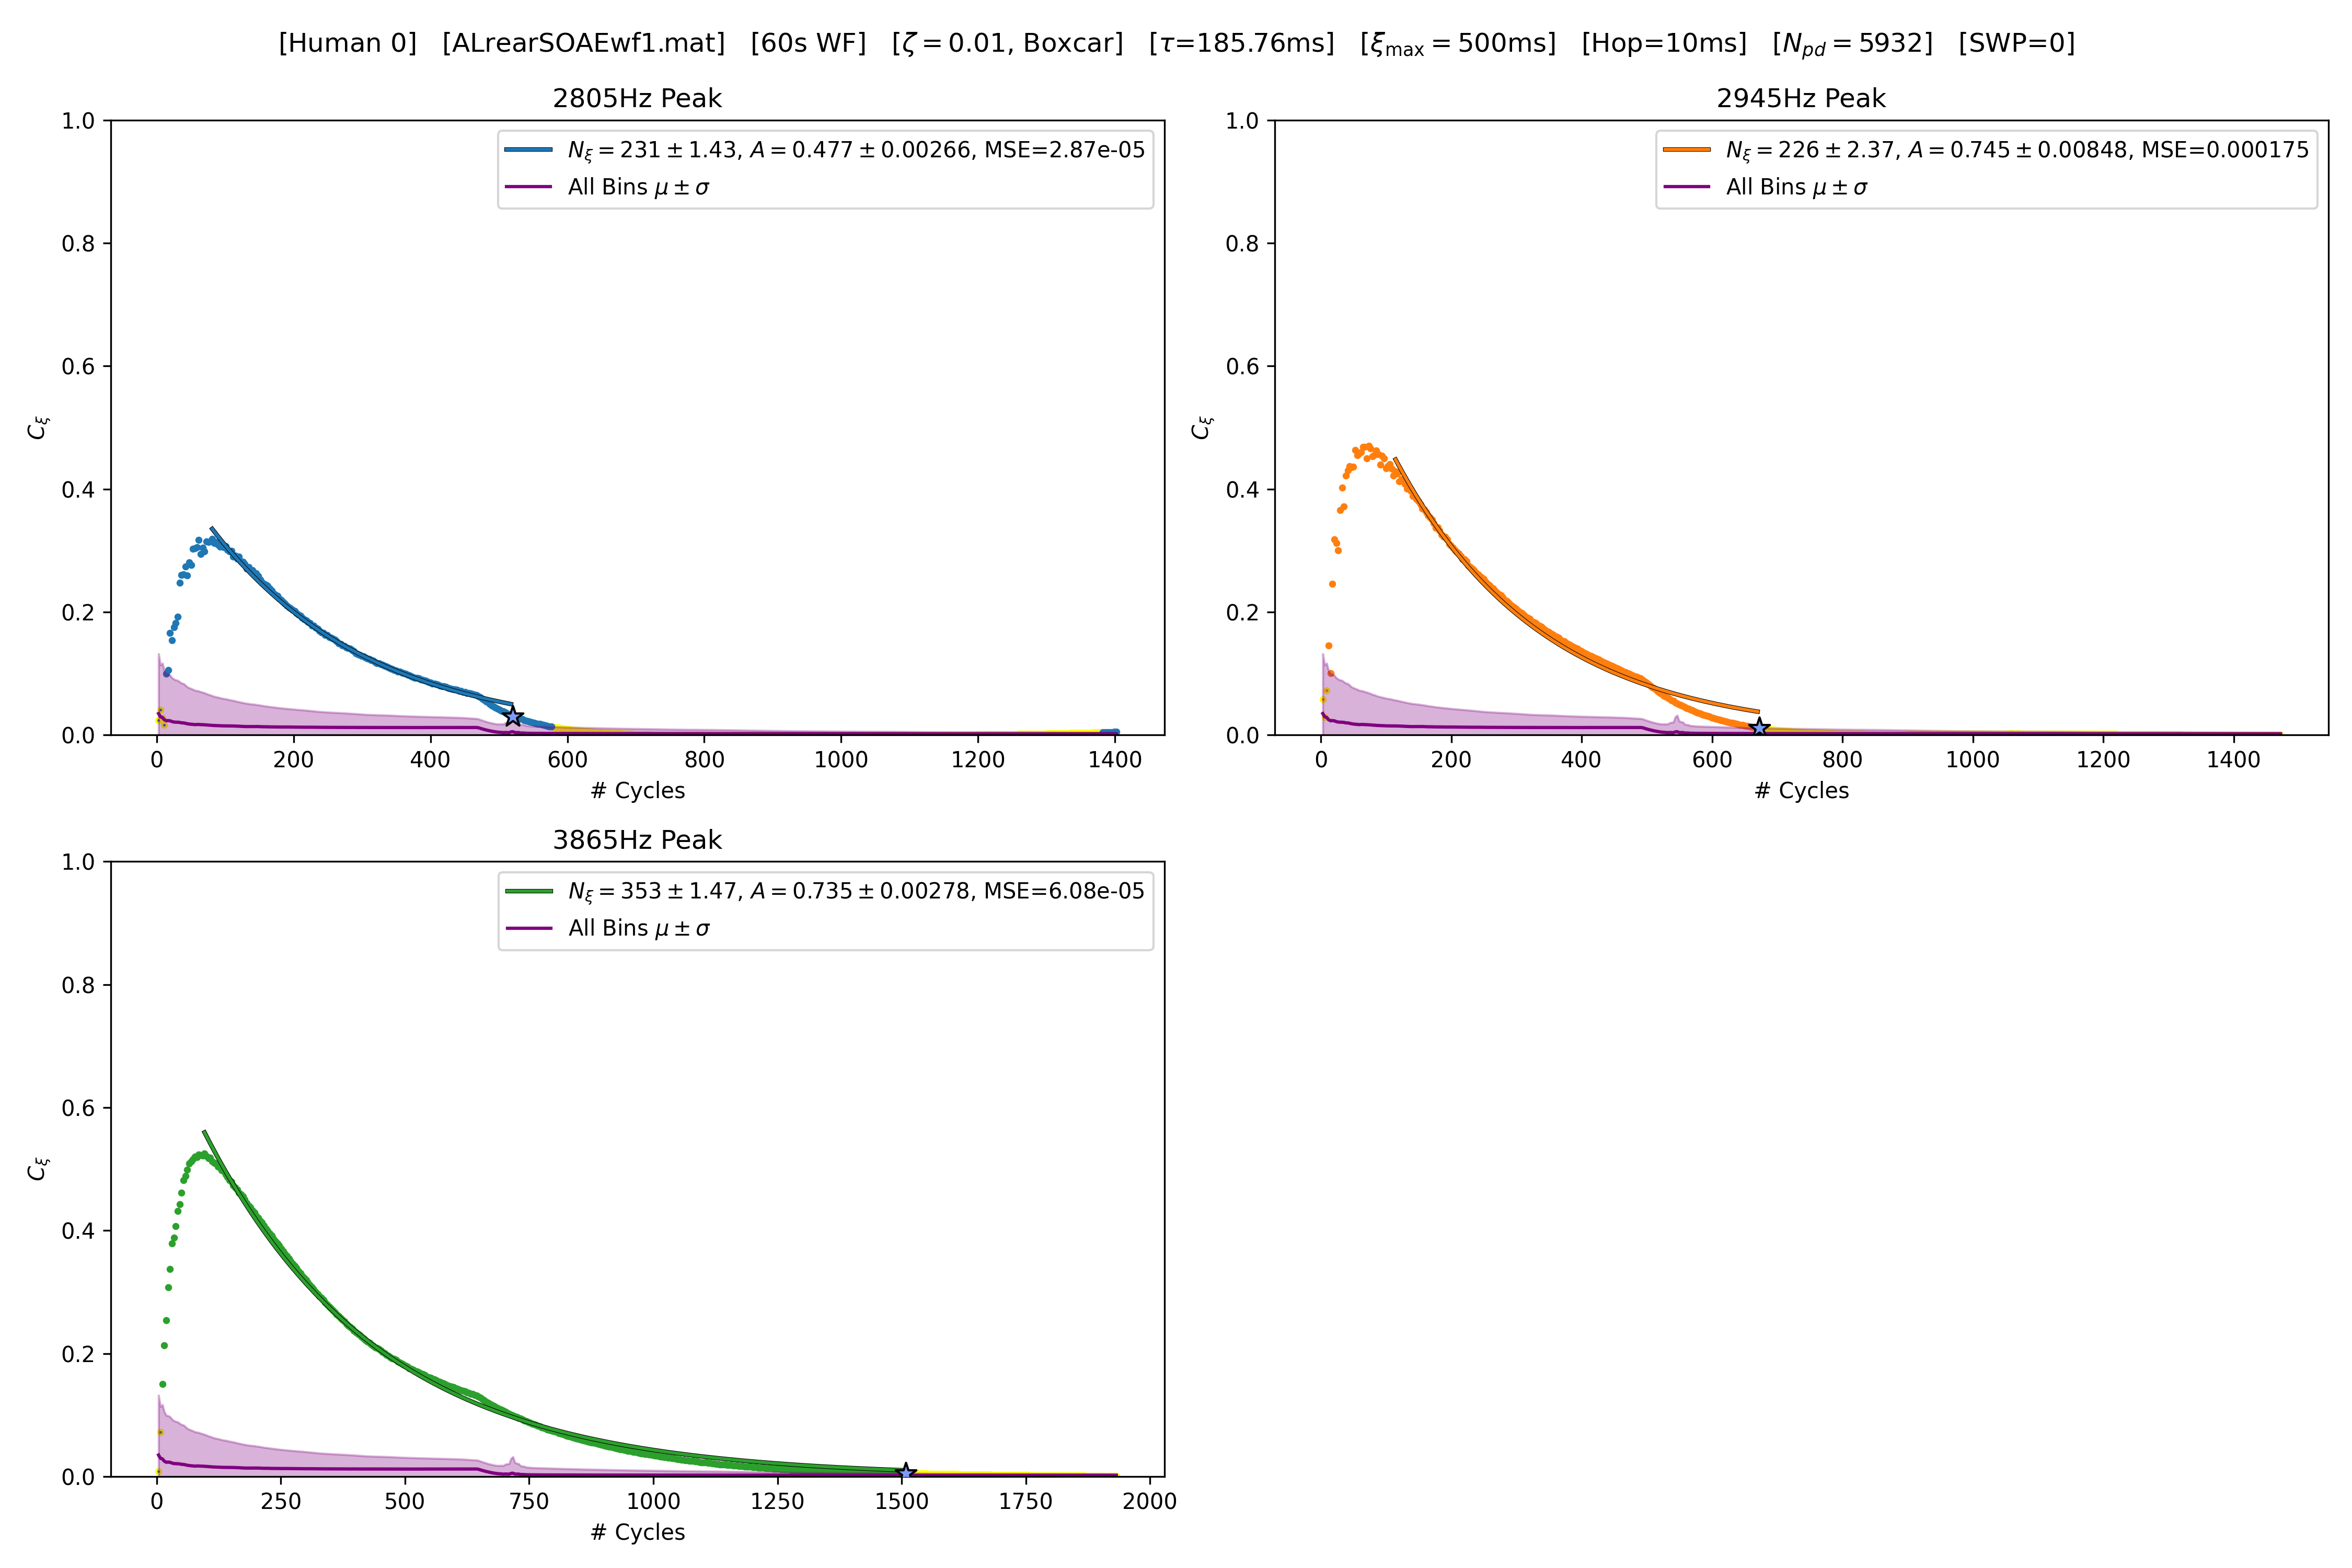 [Human 0] [ALrearSOAEwf1.mat] [60s WF] [ζ = 0.01, Boxcar] [τ=185.76ms] [ξmax = 500ms] [Hop=10ms] [Npd = 5932] [SWP=0]
2805Hz Peak
Nξ = 231 ± 1.43, A = 0.477 ± 0.00266, MSE=2.87e-05
All Bins μ ± σ
1.0
0.8
0.6
0.4
0.2
0.0
Cξ
0 200 400 600 800 1000 1200 1400
# Cycles
2945Hz Peak
Nξ = 226 ± 2.37, A = 0.745 ± 0.00848, MSE=0.000175
All Bins μ ± σ
1.0
0.8
0.6
0.4
0.2
0.0
Cξ
0 200 400 600 800 1000 1200 1400
# Cycles
3865Hz Peak
Nξ = 353 ± 1.47, A = 0.735 ± 0.00278, MSE=6.08e-05
All Bins μ ± σ
1.0
0.8
0.6
0.4
0.2
0.0
Cξ
0 250 500 750 1000 1250 1500 1750 2000
# Cycles